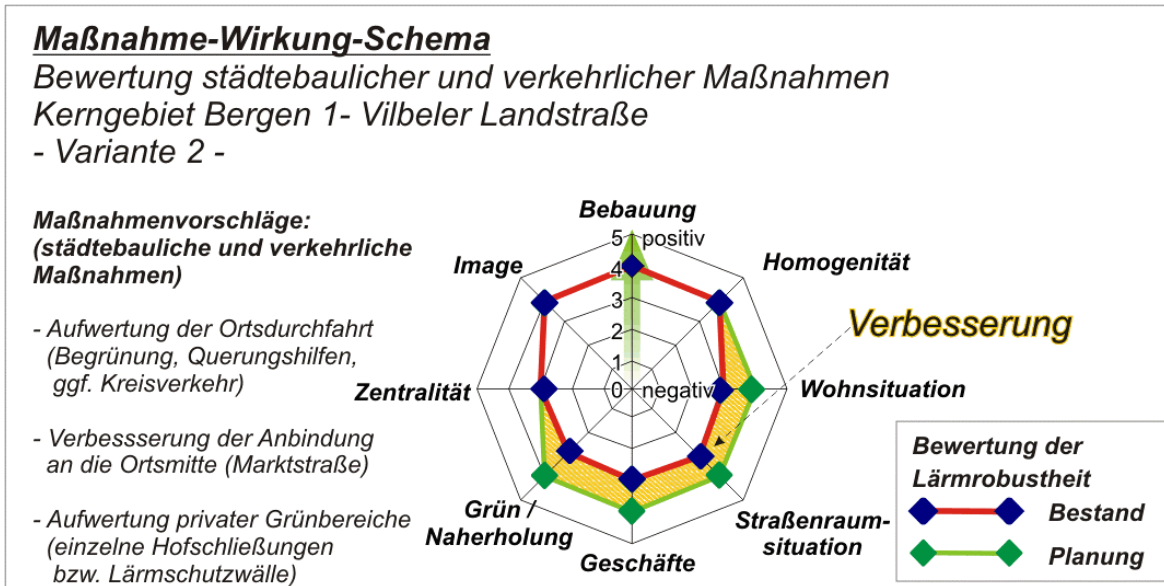 Maßnahme-Wirkung-Schema
Bewertung städtebaulicher und verkehrlicher Maßnahmen
Kerngebiet Bergen 1- Vilbeler Landstraße
- Variante 2 -
Maßnahmenvorschläge:
(städtebauliche und verkehrliche
Maßnahmen)
- Aufwertung der Ortsdurchfahrt
(Begrünung, Querungshilfen,
ggf. Kreisverkehr)
- Verbessserung der Anbindung
an die Ortsmitte (Marktstraße)
- Aufwertung privater Grünbereiche
(einzelne Hofschließungen
bzw. Lärmschutzwälle)
Bebauung
5 positiv
4
3
2
1
0 negativ
Image
Homogenität
Verbesserung
Zentralität
Wohnsituation
Grün /
Naherholung
Geschäfte
Straßenraum-
situation
Bewertung der
Lärmrobustheit
Bestand
Planung